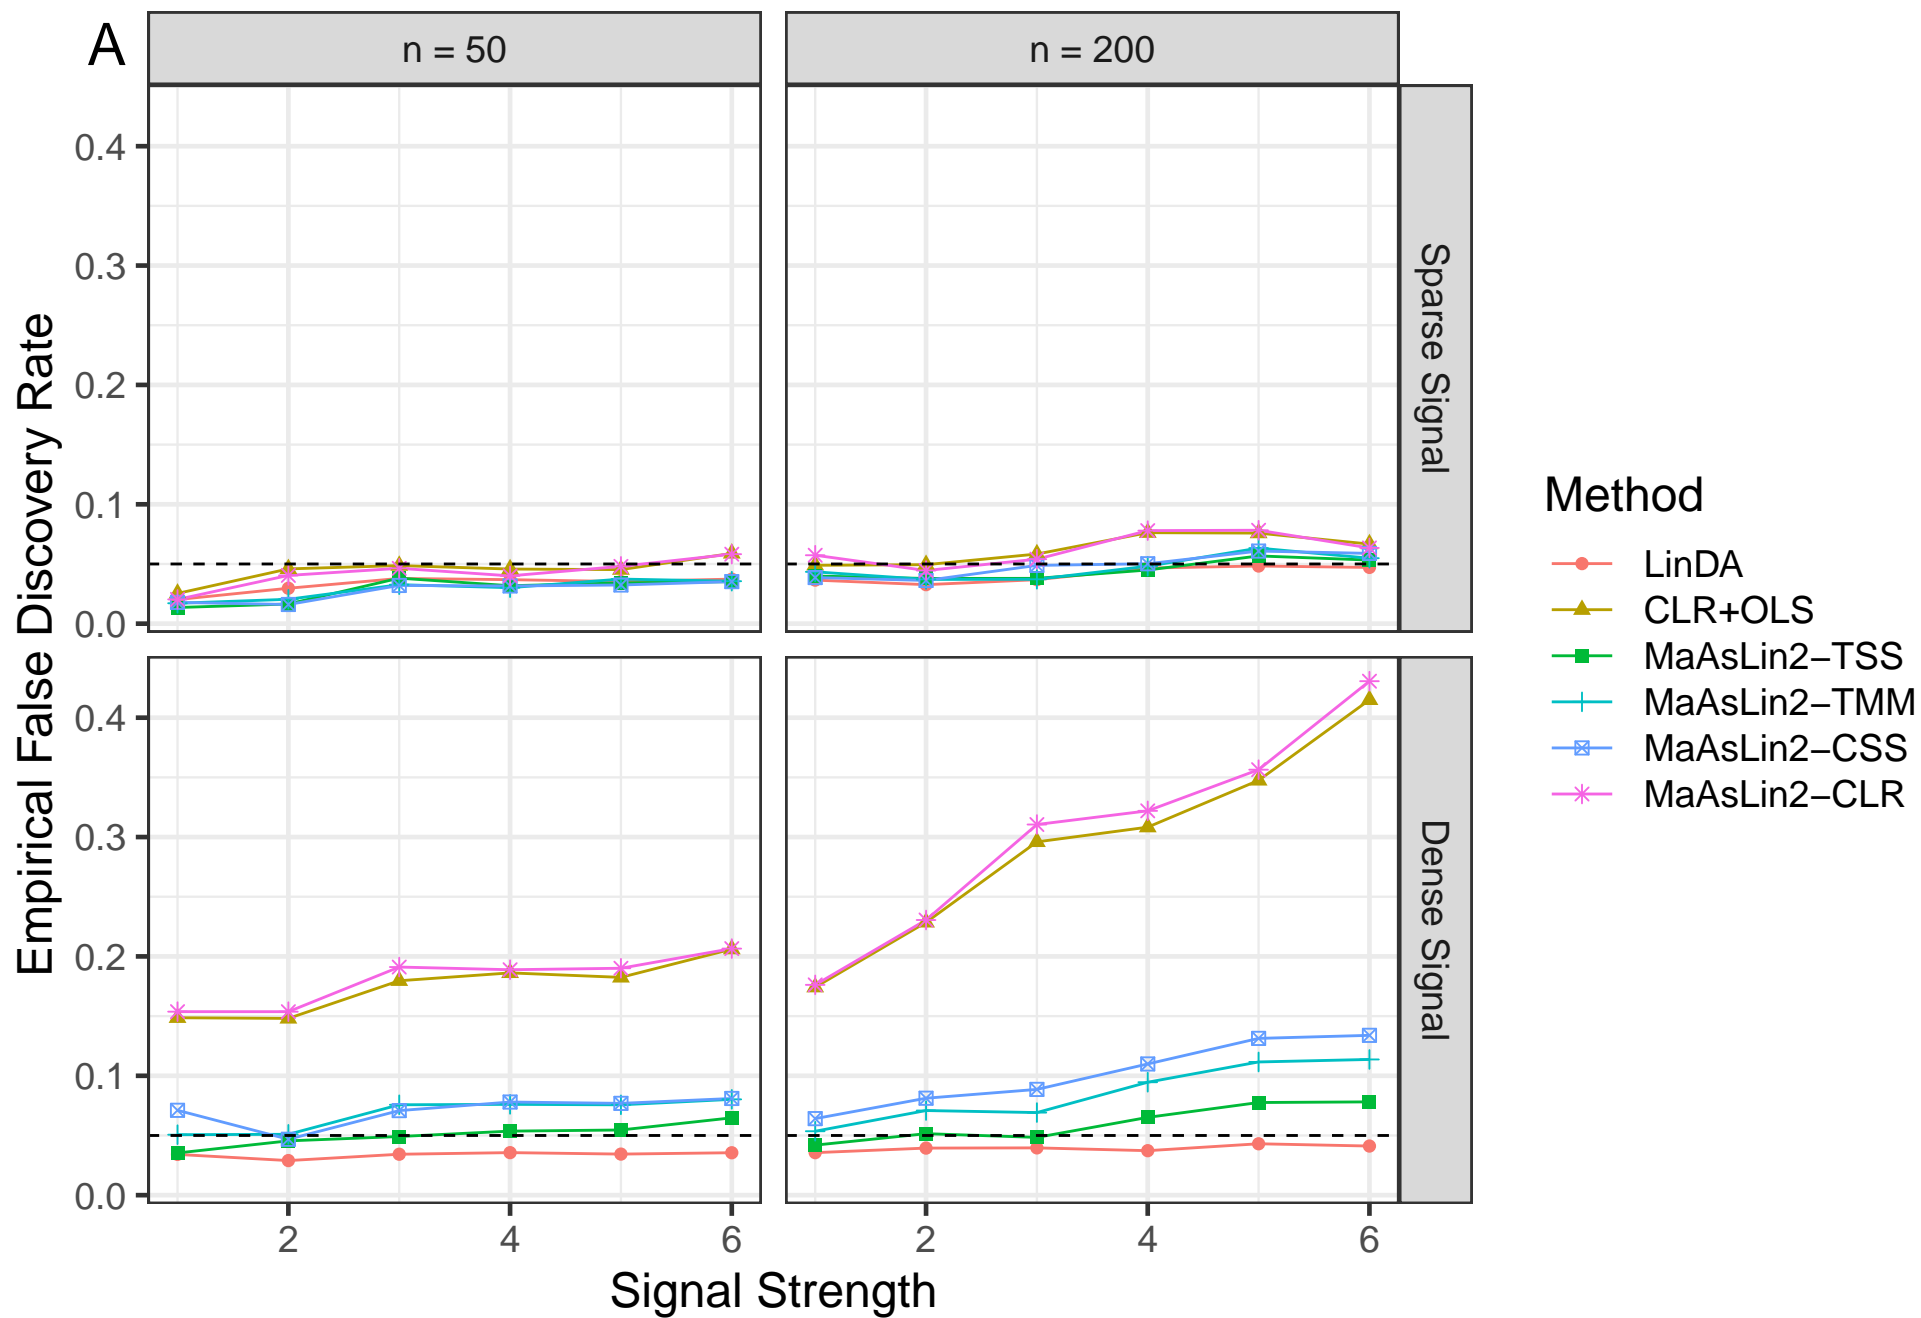 A
n = 50
n = 200
Empirical False Discovery Rate
0.4
0.3
0.2
0.1
0.0
Sparse Signal
0.4
0.3
0.2
0.1
0.0
Dense Signal
2
4
6
2
4
6
Signal Strength
Method
LinDA
CLR+OLS
MaAsLin2−TSS
MaAsLin2−TMM
MaAsLin2−CSS
MaAsLin2−CLR